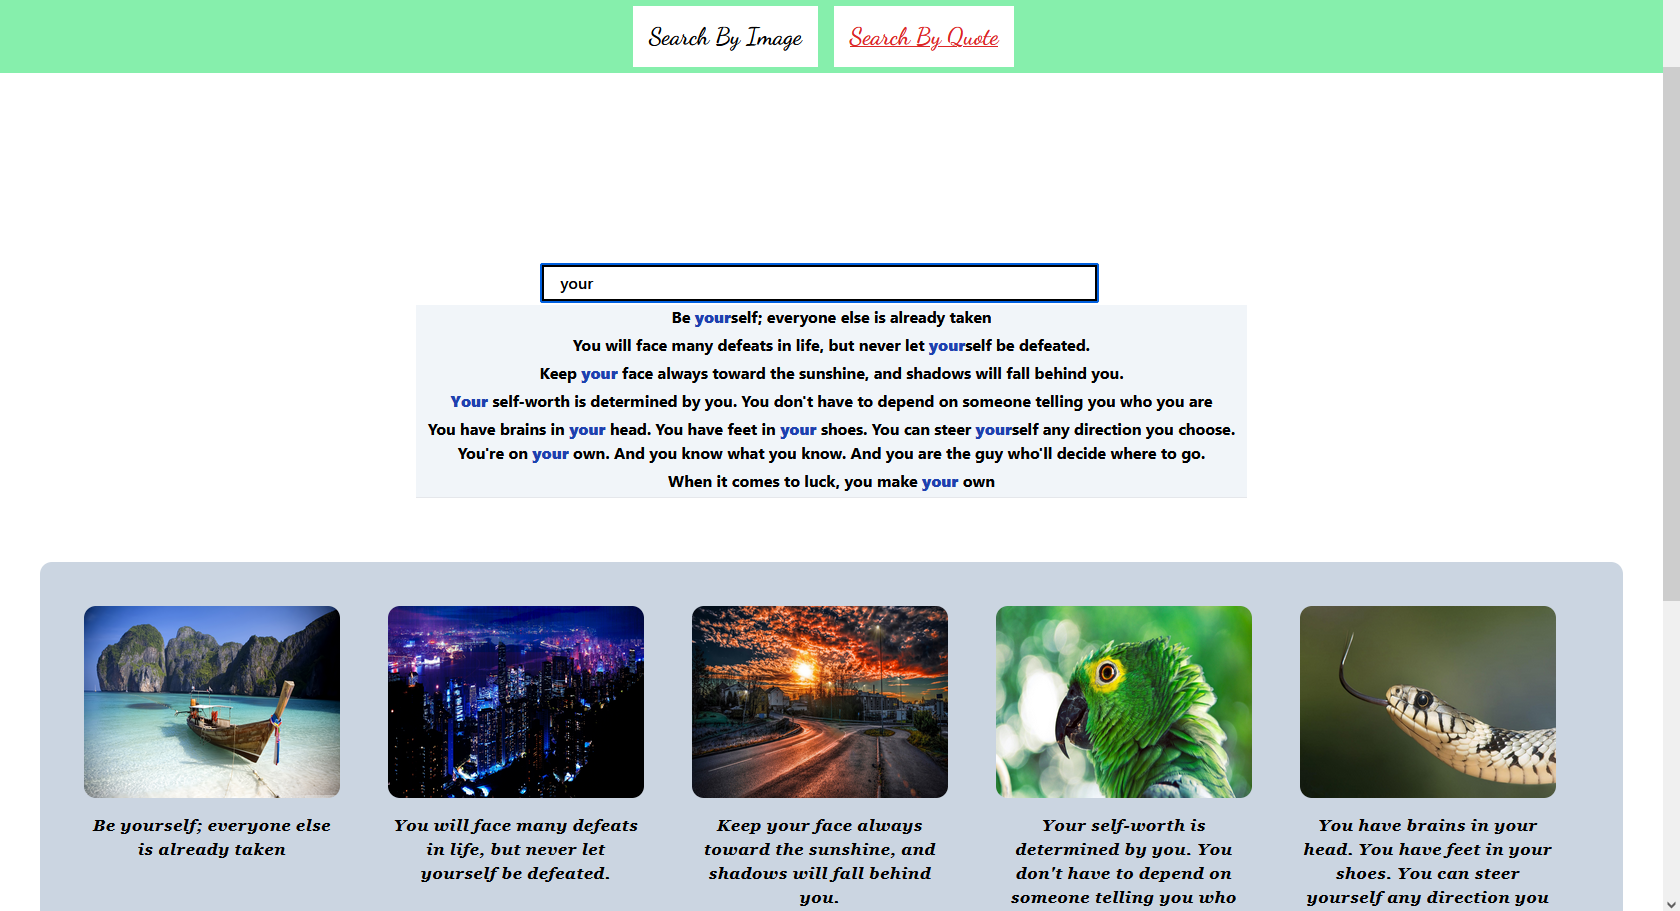 Search By Image
Search By Quote
your
Be yourself; everyone else is already taken
You will face many defeats in life, but never let yourself be defeated.
Keep your face always toward the sunshine, and shadows will fall behind you.
Your self-worth is determined by you. You don't have to depend on someone telling you who you are
You have brains in your head. You have feet in your shoes. You can steer yourself any direction you choose.
You're on your own. And you know what you know. And you are the guy who'll decide where to go.
When it comes to luck, you make your own
Be yourself; everyone else
is already taken
You will face many defeats
in life, but never let
yourself be defeated.
Keep your face always
toward the sunshine, and
shadows will fall behind
you.
Your self-worth is
determined by you. You
don't have to depend on
someone telling you who
You have brains in your
head. You have feet in your
shoes. You can steer
yourself any direction you